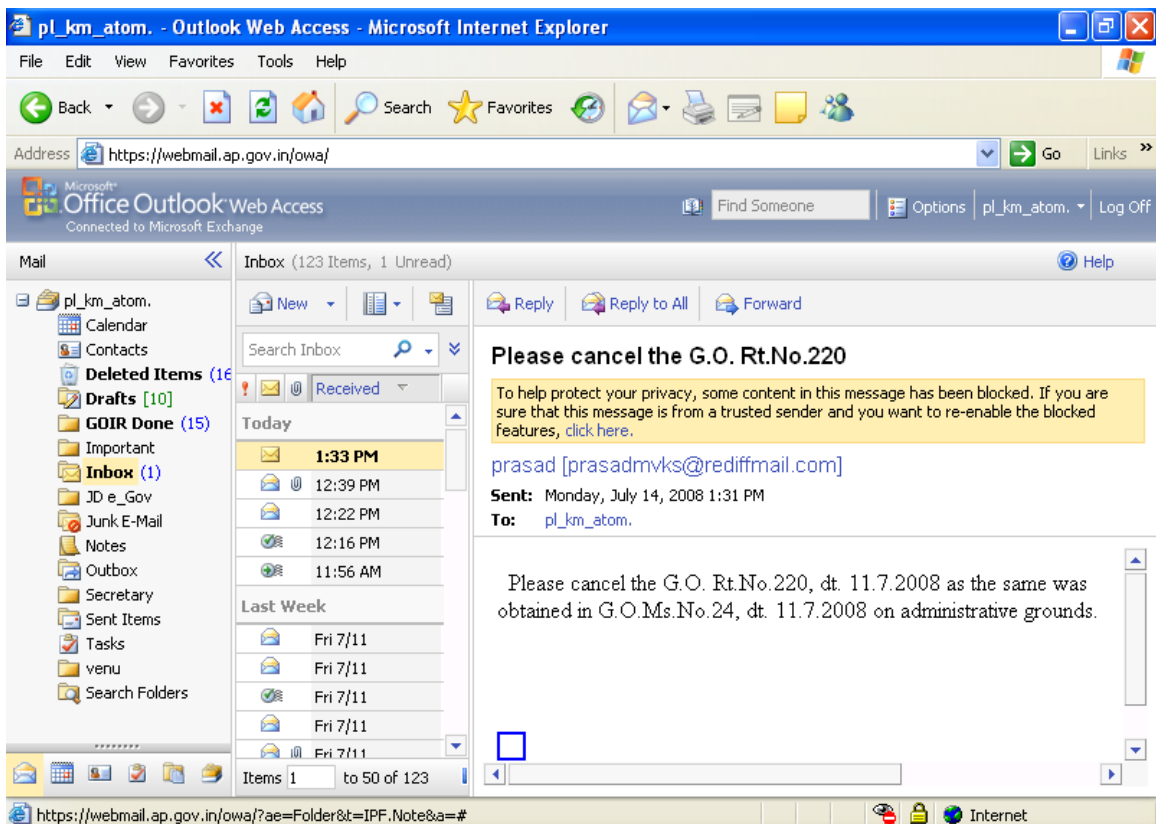 pl_km_atom. - Outlook Web Access - Microsoft Internet Explorer
File Edit View Favorites Tools Help
Back Search Favorites
Address https://webmail.ap.gov.in/owa/ Go Links »
Microsoft®
Office Outlook Web Access
Connected to Microsoft Exchange
Find Someone Options pl_km_atom. Log Off
Mail
Inbox (123 Items, 1 Unread)
Help
pl_km_atom.
Calendar
Contacts
Deleted Items (16
Drafts [10]
GOIR Done (15)
Important
Inbox (1)
JD e_Gov
Junk E-Mail
Notes
Outbox
Secretary
Sent Items
Tasks
venu
Search Folders
New
Search Inbox
Received
Today
1:33 PM
12:39 PM
12:22 PM
12:16 PM
11:56 AM
Last Week
Fri 7/11
Fri 7/11
Fri 7/11
Fri 7/11
Fri 7/11
Items 1 to 50 of 123
Reply Reply to All Forward
Please cancel the G.O. Rt.No.220
To help protect your privacy, some content in this message has been blocked. If you are
sure that this message is from a trusted sender and you want to re-enable the blocked
features, click here.
prasad [prasadmvks@rediffmail.com]
Sent: Monday, July 14, 2008 1:31 PM
To: pl_km_atom.
Please cancel the G.O. Rt.No.220, dt. 11.7.2008 as the same was
obtained in G.O.Ms.No.24, dt. 11.7.2008 on administrative grounds.
https://webmail.ap.gov.in/owa/?ae=Folder&t=IPF.Note&a=# Internet